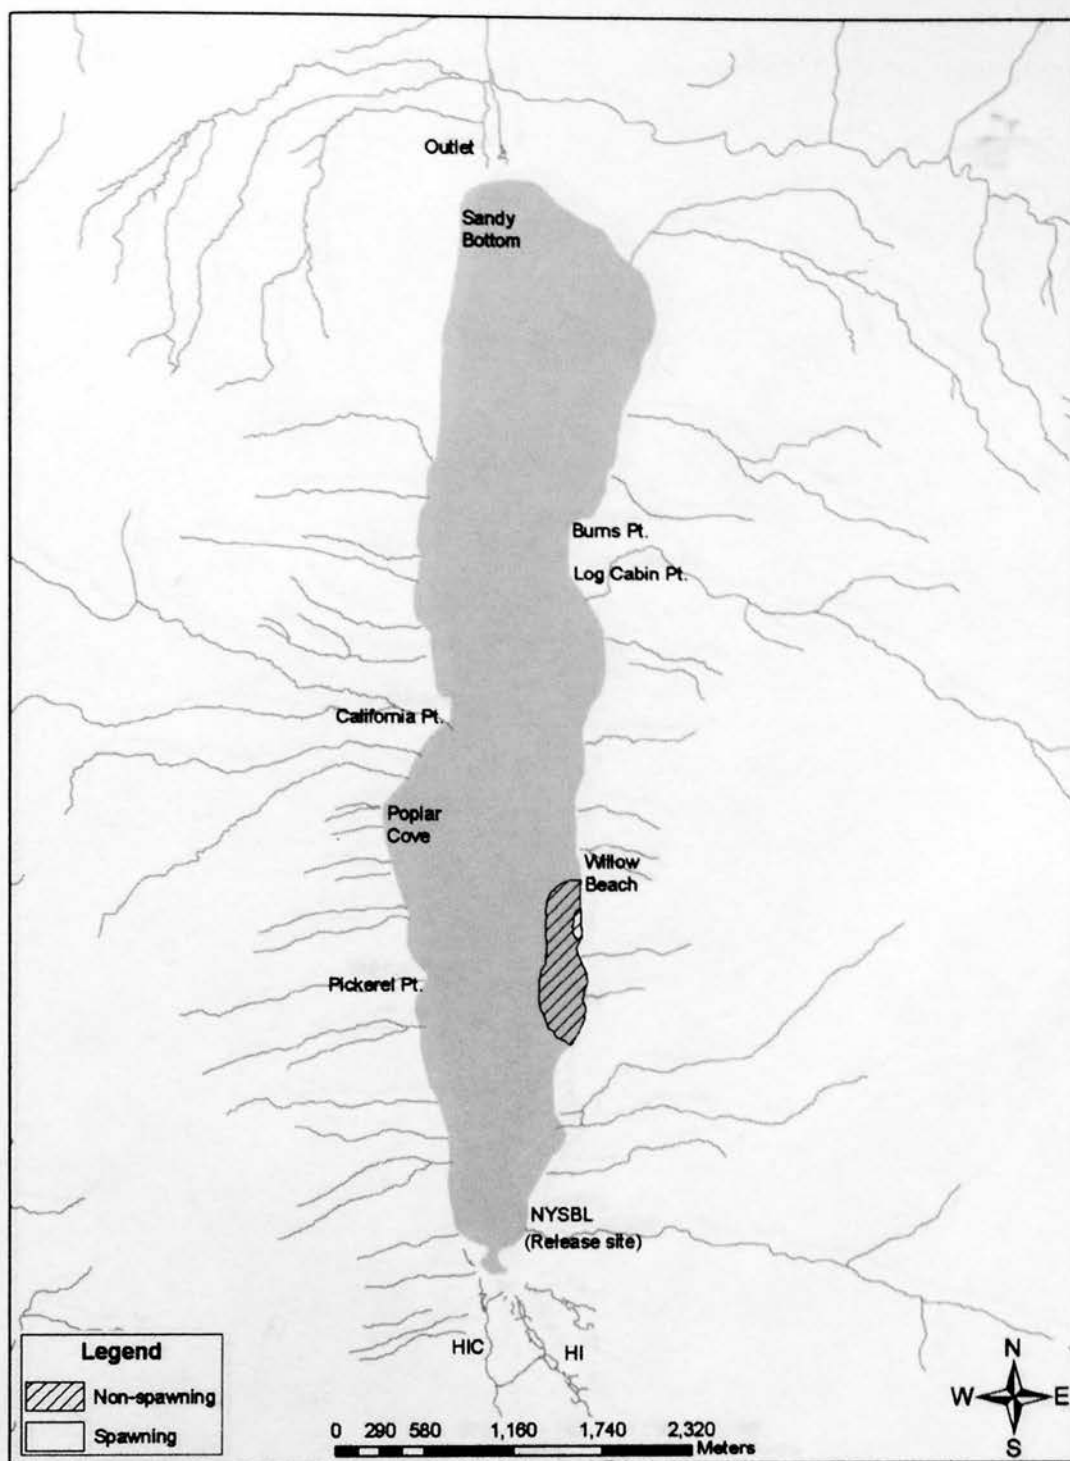 Outlet
Sandy
Bottom
Burns Pt.
Log Cabin Pt.
California Pt.
Poplar
Cove
Willow
Beach
Pickerel Pt.
NYSBL
(Release site)
HIC
HI
Legend
Non-spawning
Spawning
0 290 580 1,160 1,740 2,320
Meters
N
W E
S